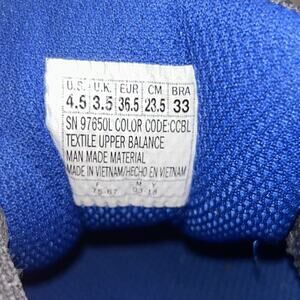 U.S. U.K. EUR CM BRA
4.5 3.5 36.5 23.5 33
SN 97650L COLOR CODE:CCBL
TEXTILE UPPER BALANCE
MAN MADE MATERIAL
MADE IN VIETNAM/HECHO EN VIETNAM